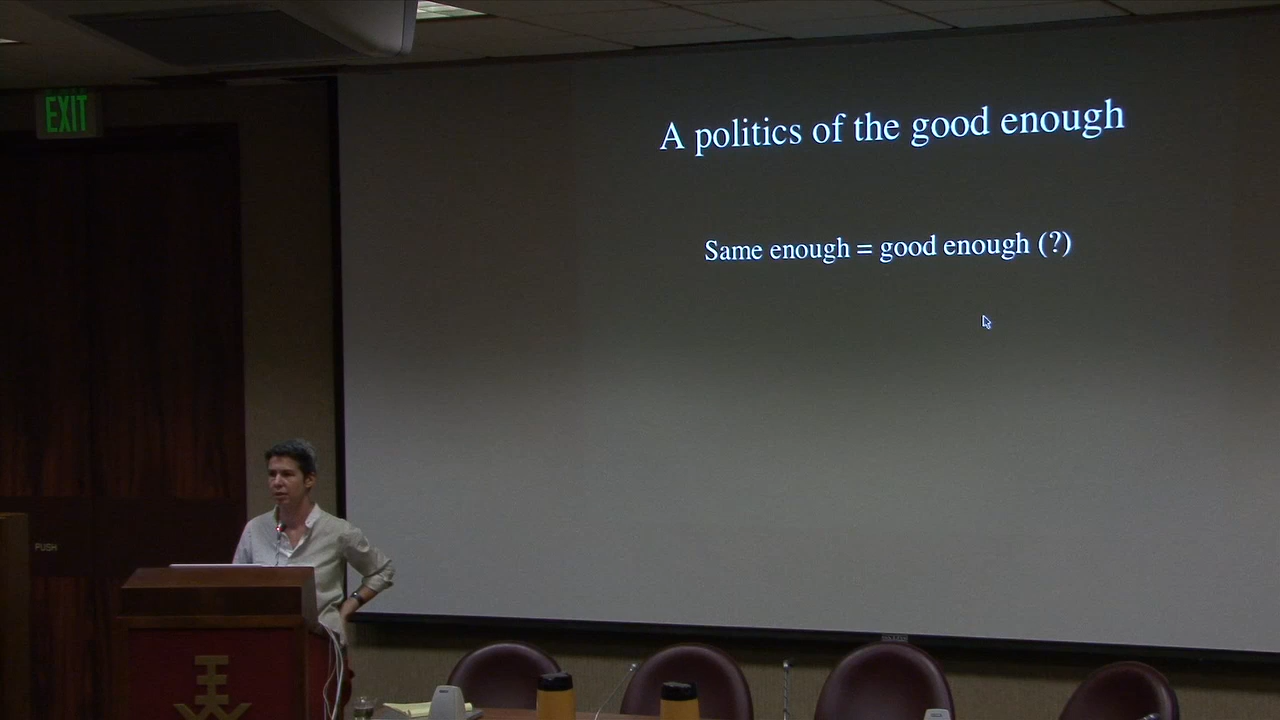 EXIT
A politics of the good enough
Same enough = good enough (?)
PUSH